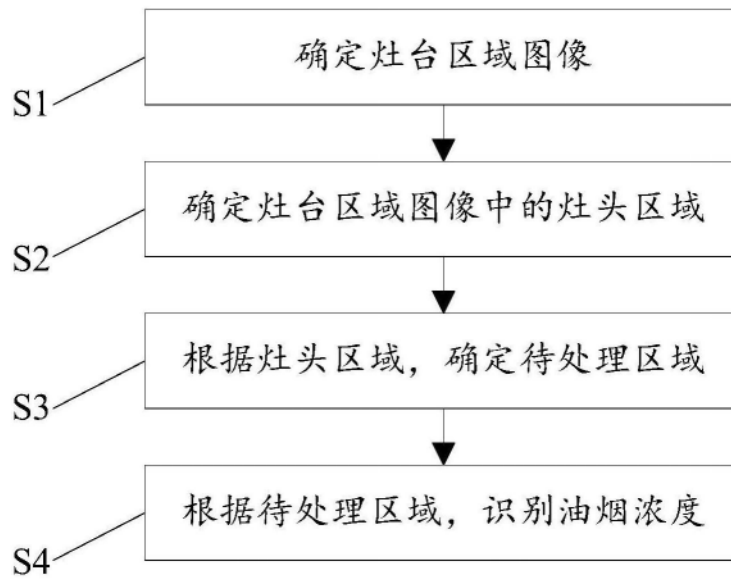 确定灶台区域图像
S1
确定灶台区域图像中的灶头区域
S2
根据灶头区域，确定待处理区域
S3
根据待处理区域，识别油烟浓度
S4